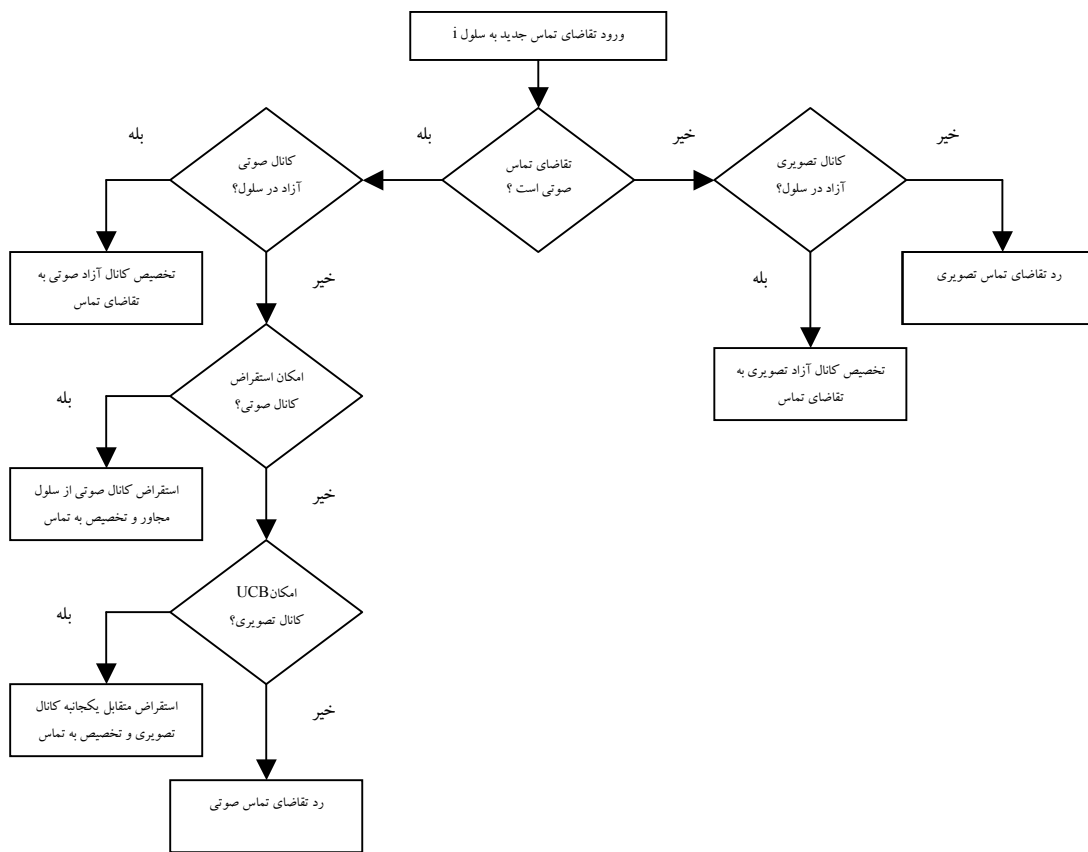 ورود تقاضای تماس جدید به سلول i
بله
کانال صوتی
آزاد در سلول؟
بله
تقاضای تماس
صوتی است ؟
خیر
کانال تصویری
آزاد در سلول؟
خیر
تخصیص کانال آزاد صوتی به
تقاضای تماس
خیر
بله
رد تقاضای تماس تصویری
امکان استقراض
کانال صوتی؟
تخصیص کانال آزاد تصویری به
تقاضای تماس
بله
استقراض کانال صوتی از سلول
مجاور و تخصیص به تماس
خیر
امکان UCB
کانال تصویری؟
بله
استقراض متقابل یکجانبه کانال
تصویری و تخصیص به تماس
خیر
رد تقاضای تماس صوتی